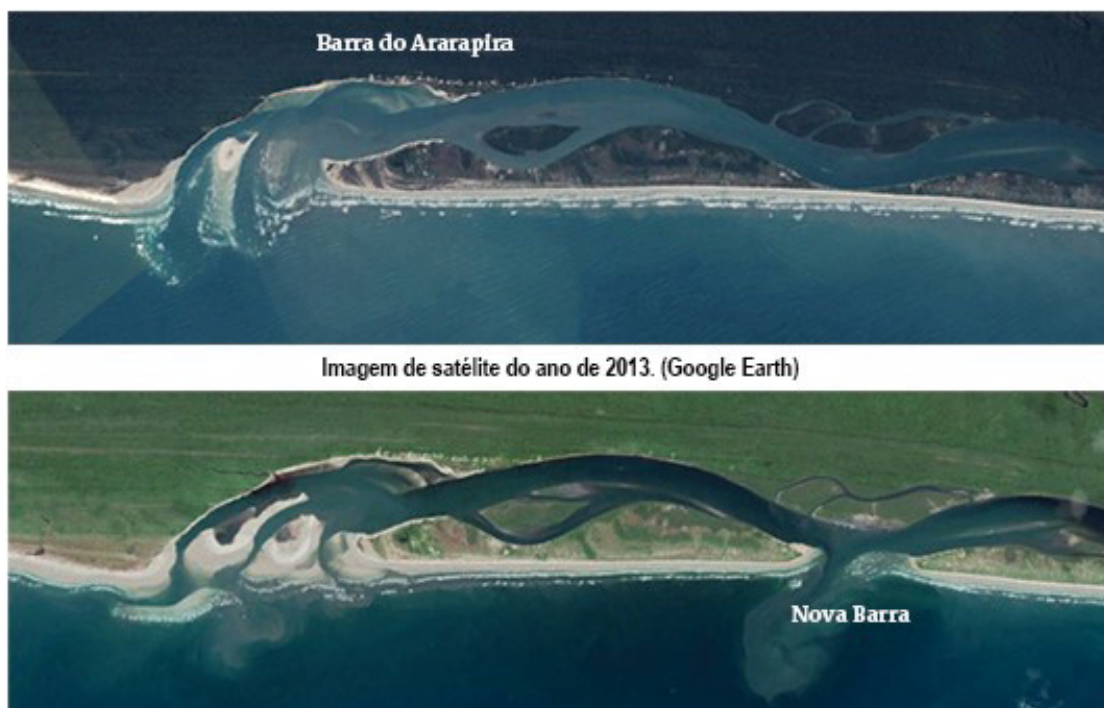 Barra do Ararapira
Imagem de satélite do ano de 2013. (Google Earth)
Nova Barra